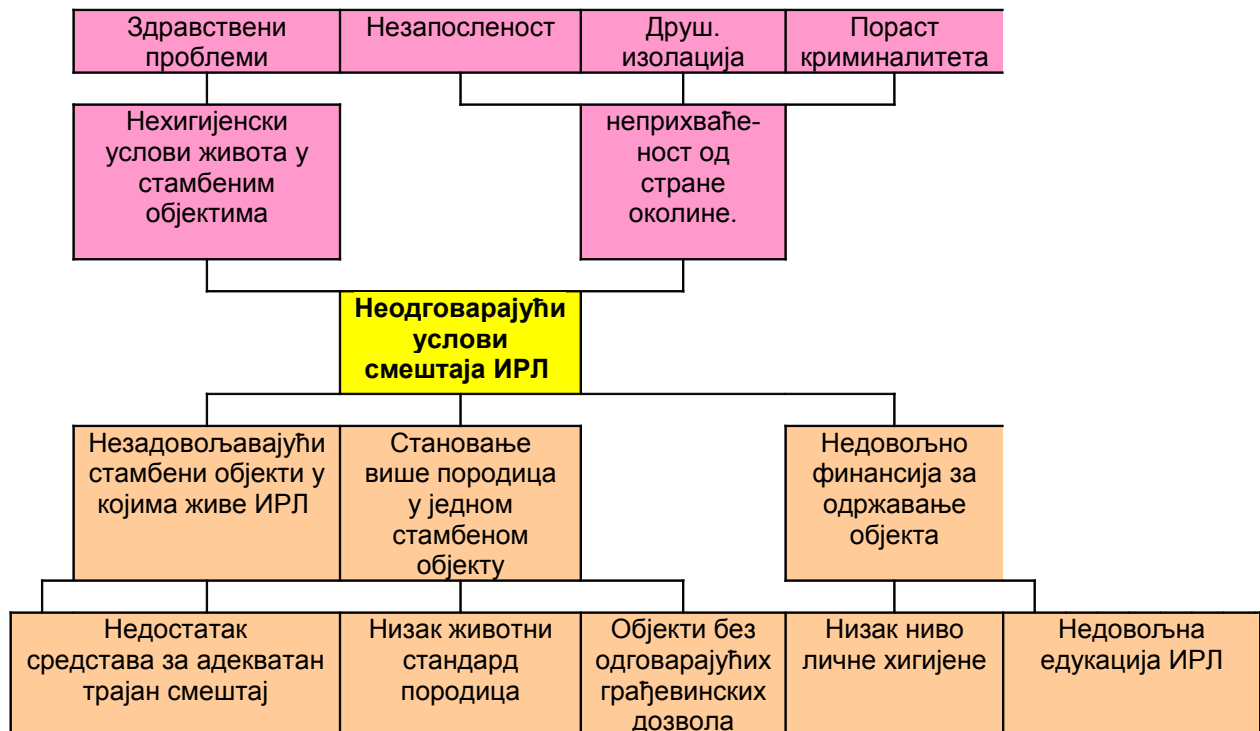 Здравствени
проблеми
Незапосленост
Друш.
изолација
Пораст
криминалитета
Нехигијенски
услови живота у
стамбеним
објектима
неприхваће-
ност од
стране
околине.
Неодговарајући
услови
смештаја ИРЛ
Незадовољавајући
стамбени објекти у
којима живе ИРЛ
Становање
више породица
у једном
стамбеном
објекту
Недовољно
финансија за
одржавање
објекта
Недостатак
средстава за адекватан
трајан смештај
Низак животни
стандард
породица
Објекти без
одговарајућих
грађевинских
дозвола
Низак ниво
личне хигијене
Недовољна
едукација ИРЛ